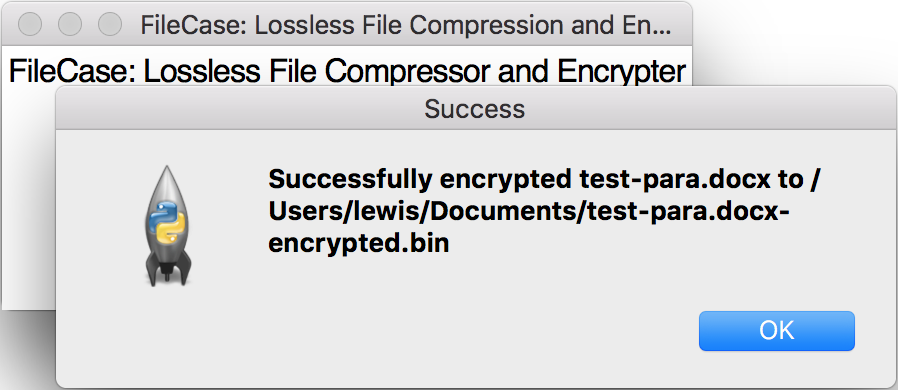 FileCase: Lossless File Compression and En...
FileCase: Lossless File Compressor and Encrypter
Success
Successfully encrypted test-para.docx to /
Users/lewis/Documents/test-para.docx-
encrypted.bin
OK